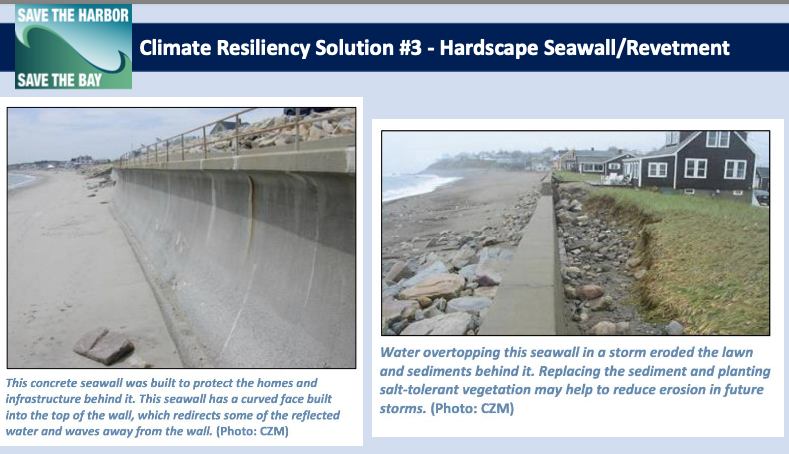 SAVE THE HARBOR
SAVE THE BAY
Climate Resiliency Solution #3 - Hardscape Seawall/Revetment
This concrete seawall was built to protect the homes and
infrastructure behind it. This seawall has a curved face built
into the top of the wall, which redirects some of the reflected
water and waves away from the wall. (Photo: CZM)
Water overtopping this seawall in a storm eroded the lawn
and sediments behind it. Replacing the sediment and planting
salt-tolerant vegetation may help to reduce erosion in future
storms. (Photo: CZM)